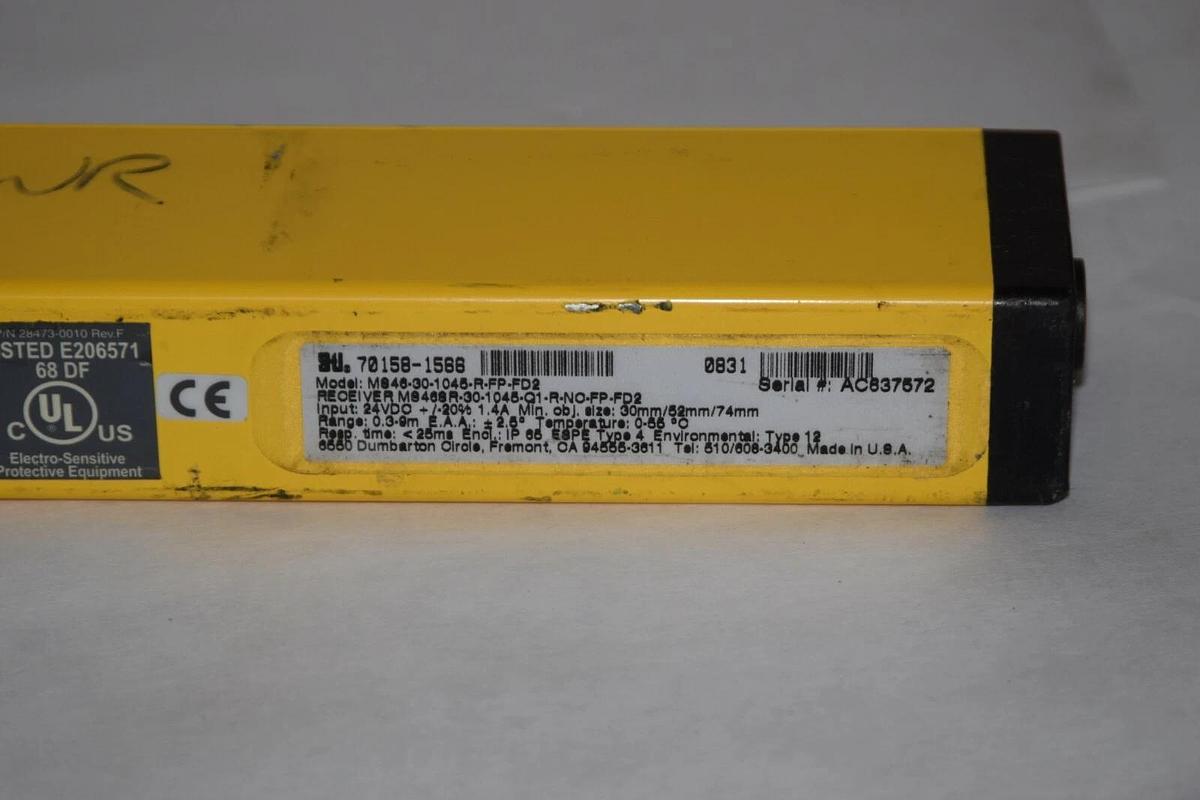 WR
P/N 28473-0010 Rev.F
LISTED E206571
68 DF
C UL US
Electro-Sensitive
Protective Equipment
CE
STI. 70158-1566 0831
Serial #: AC637572
Model: MS46-30-1045-R-FP-FD2
RECEIVER MS46SR-30-1045-Q1-R-NO-FP-FD2
Input: 24VDC +/-20% 1.4A Min. obj. size: 30mm/52mm/74mm
Range: 0.3-9m E.A.A.: ± 2.5° Temperature: 0-55 °C
Resp. time: <25ms Encl.: IP 65 ESPE Type 4 Environmental: Type 12
6550 Dumbarton Circle, Fremont, CA 94555-3611 Tel: 510/608-3400 Made in U.S.A.